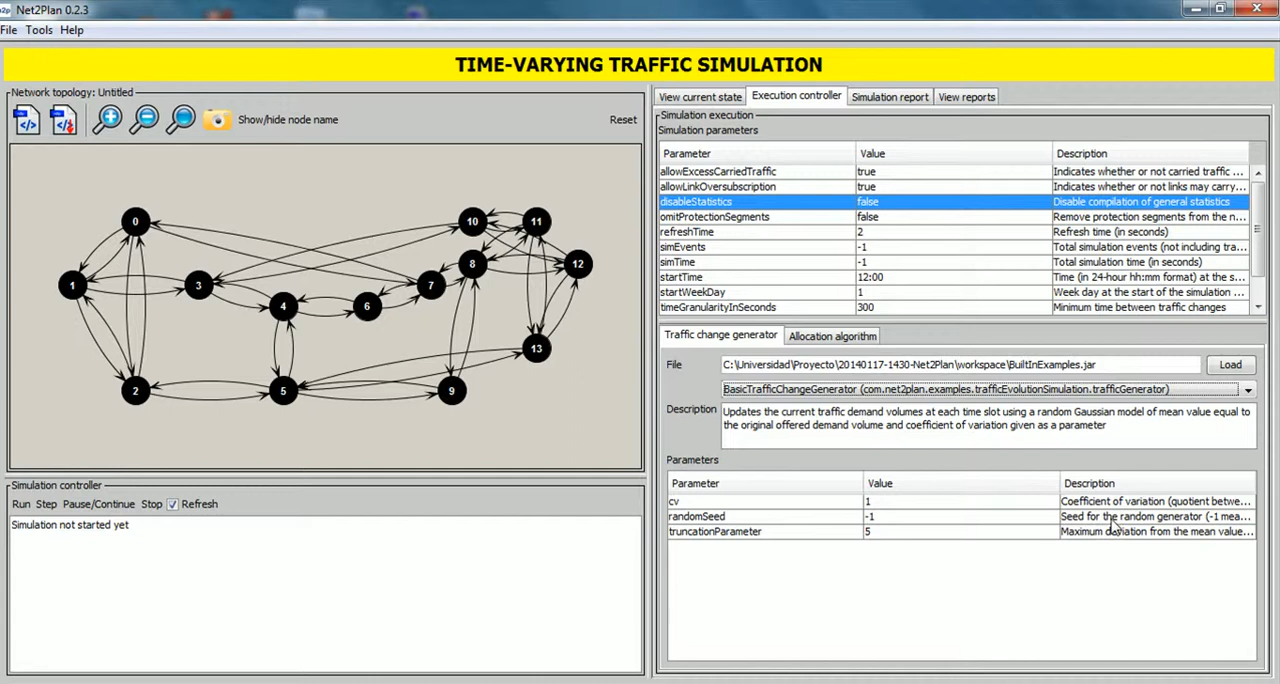 Net2Plan 0.2.3
File Tools Help
TIME-VARYING TRAFFIC SIMULATION
Network topology: Untitled
Show/hide node name
Reset
0
10
11
8
12
1
3
7
4
6
13
2
5
9
Simulation controller
Run Step Pause/Continue Stop Refresh
Simulation not started yet
View current state Execution controller Simulation report View reports
Simulation execution
Simulation parameters
Parameter Value Description
allowExcessCarriedTraffic true Indicates whether or not carried traffic ...
allowLinkOversubscription true Indicates whether or not links may carry...
disableStatistics false Disable compilation of general statistics
omitProtectionSegments false Remove protection segments from the n...
refreshTime 2 Refresh time (in seconds)
simEvents -1 Total simulation events (not including tra...
simTime -1 Total simulation time (in seconds)
startTime 12:00 Time (in 24-hour hh:mm format) at the s...
startWeekDay 1 Week day at the start of the simulation ...
timeGranularityInSeconds 300 Minimum time between traffic changes
Traffic change generator Allocation algorithm
File C:\Universidad\Proyecto\20140117-1430-Net2Plan\workspace\BuiltInExamples.jar Load
BasicTrafficChangeGenerator (com.net2plan.examples.trafficEvolutionSimulation.trafficGenerator)
Description Updates the current traffic demand volumes at each time slot using a random Gaussian model of mean value equal to
the original offered demand volume and coefficient of variation given as a parameter
Parameters
Parameter Value Description
cv 1 Coefficient of variation (quotient betwe...
randomSeed -1 Seed for the random generator (-1 mea...
truncationParameter 5 Maximum deviation from the mean value...